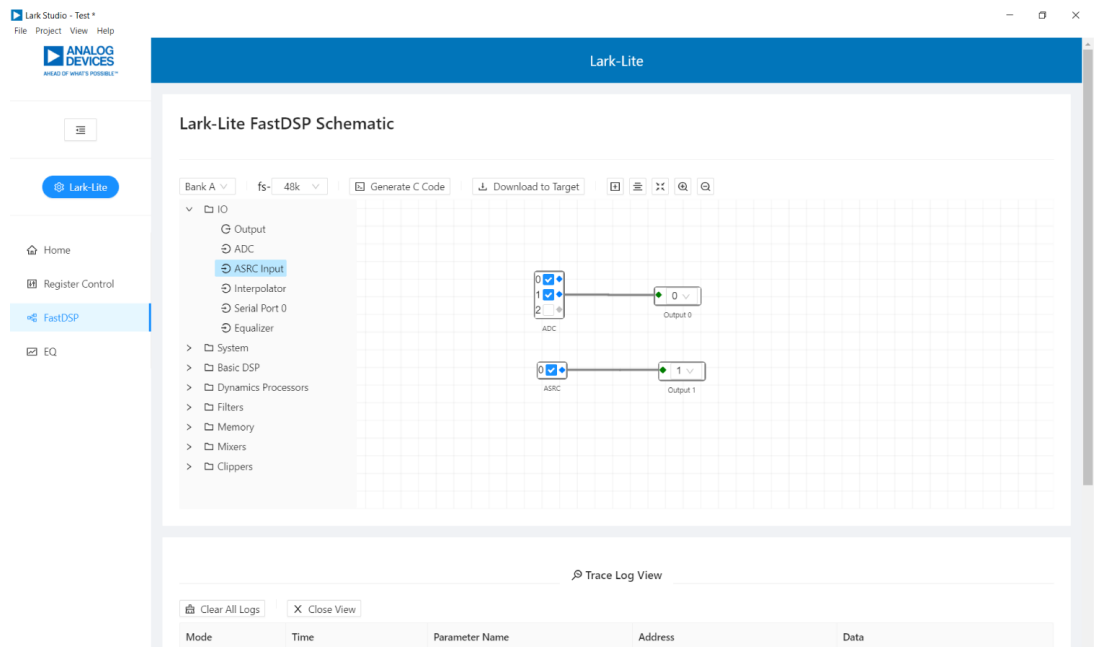 Lark Studio - Test *
File Project View Help
ANALOG
DEVICES
AHEAD OF WHAT'S POSSIBLE™
Lark-Lite
Lark-Lite
Home
Register Control
FastDSP
EQ
Lark-Lite FastDSP Schematic
Bank A fs- 48k Generate C Code Download to Target
IO
Output
ADC
ASRC Input
Interpolator
Serial Port 0
Equalizer
System
Basic DSP
Dynamics Processors
Filters
Memory
Mixers
Clippers
0
1
2
ADC
0
Output 0
0
ASRC
1
Output 1
Trace Log View
Clear All Logs Close View
Mode Time Parameter Name Address Data